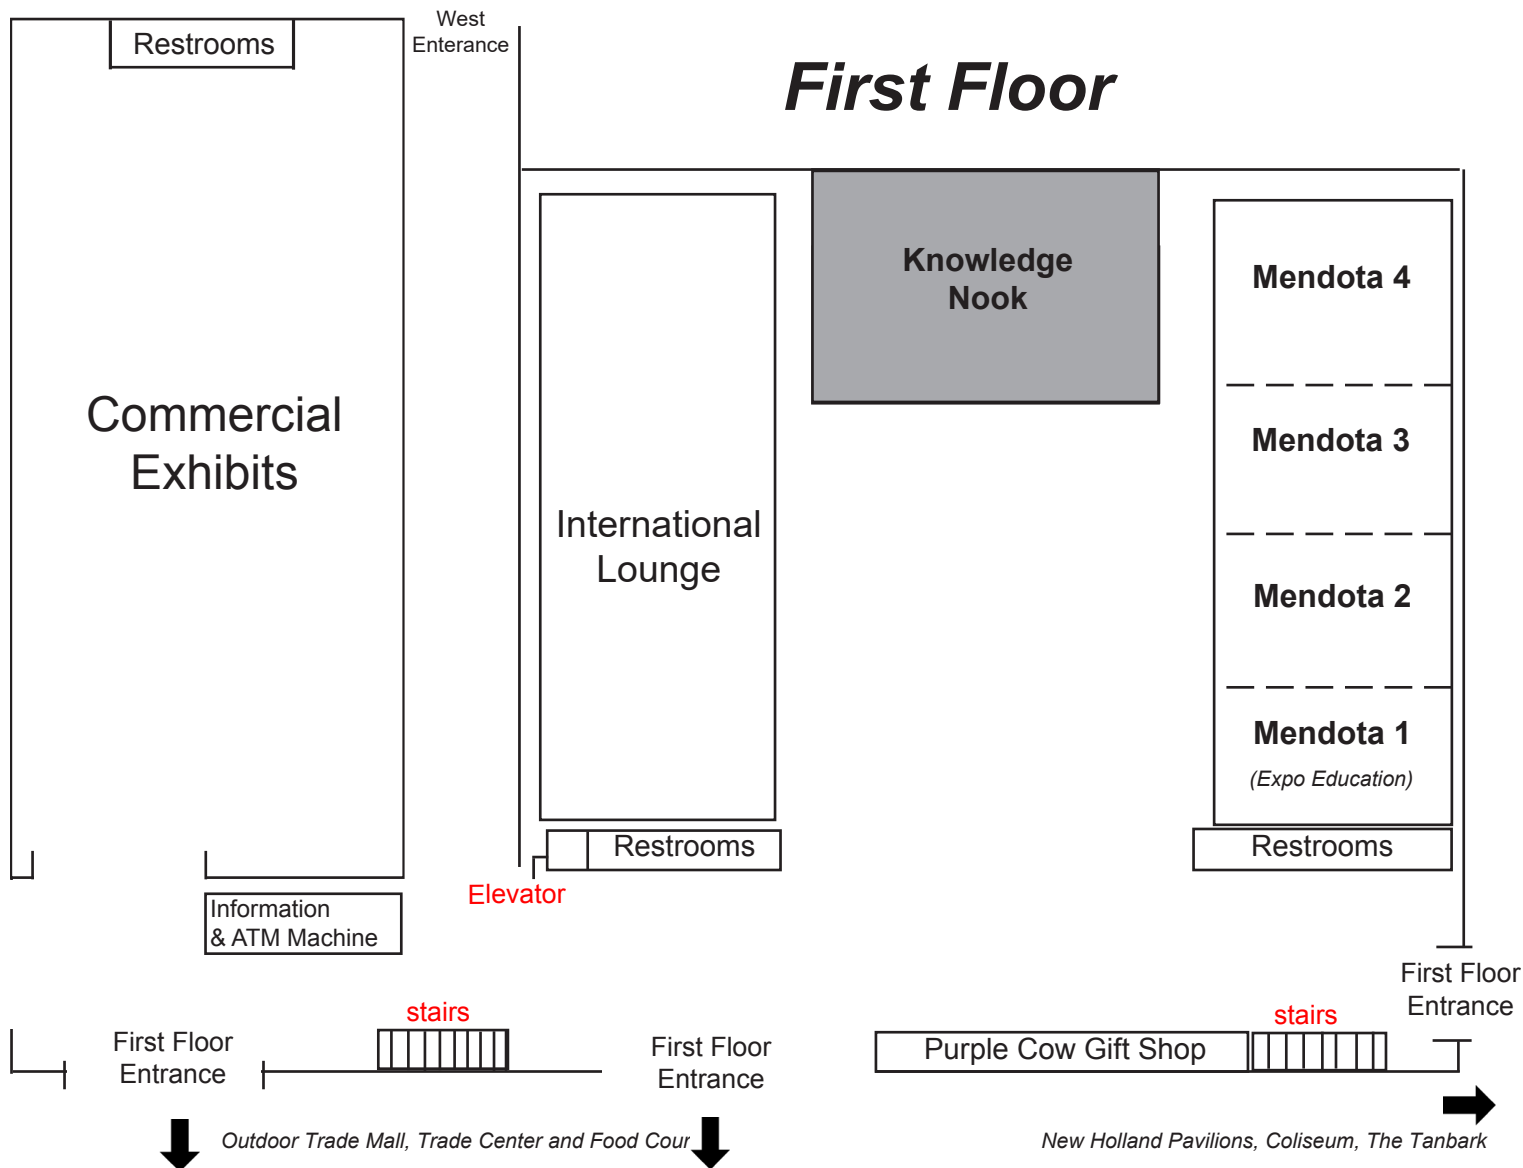 West
Enterance
Restrooms
First Floor
Knowledge
Nook
Mendota 4
Commercial
Exhibits
Mendota 3
International
Lounge
Mendota 2
Mendota 1
(Expo Education)
Restrooms
Restrooms
Elevator
Information
& ATM Machine
First Floor
Entrance
stairs
stairs
First Floor
Entrance
First Floor
Entrance
Purple Cow Gift Shop
Outdoor Trade Mall, Trade Center and Food Cour
New Holland Pavilions, Coliseum, The Tanbark